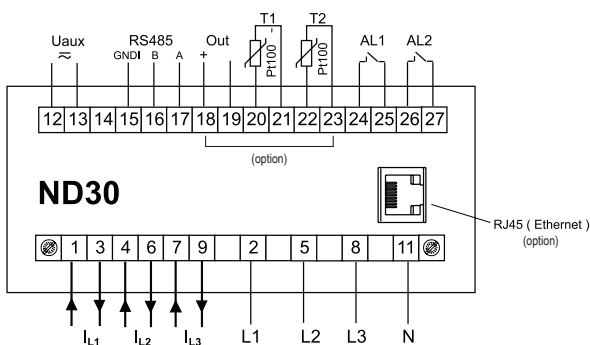 T1 T2
Uaux RS485 Out AL1 AL2
GNDI B A + -
Pt100 Pt100
12 13 14 15 16 17 18 19 20 21 22 23 24 25 26 27
(option)
ND30
RJ45 ( Ethernet )
(option)
1 3 4 6 7 9 2 5 8 11
IL1 IL2 IL3 L1 L2 L3 N